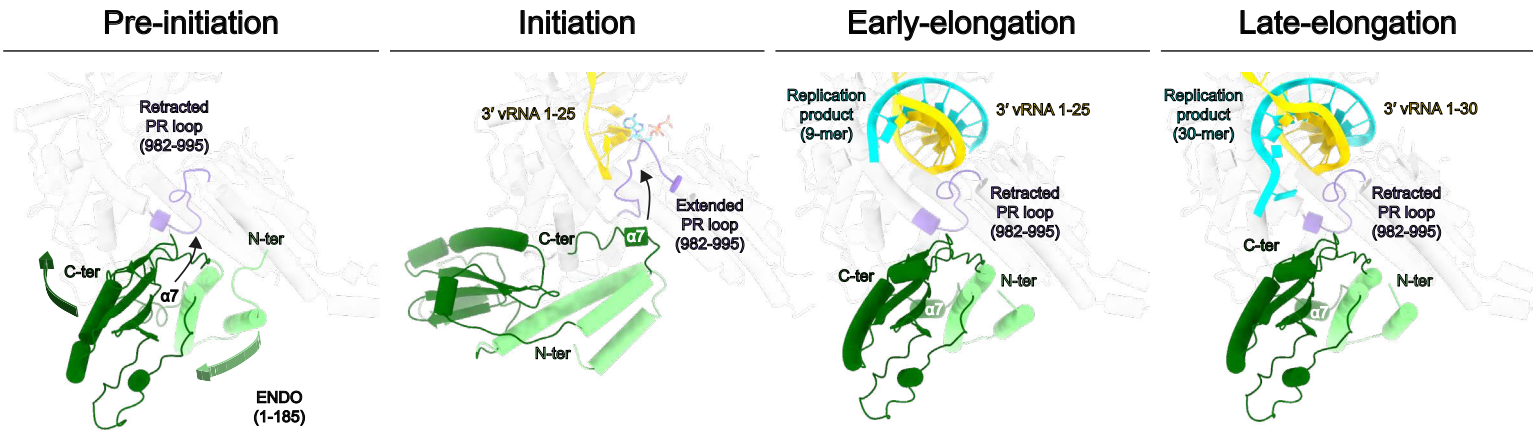 Pre-initiation
Retracted
PR loop
(982-995)
N-ter
C-ter
α7
ENDO
(1-185)
Initiation
3′ vRNA 1-25
Extended
PR loop
(982-995)
C-ter
α7
N-ter
Early-elongation
Replication
product
(9-mer)
3′ vRNA 1-25
Retracted
PR loop
(982-995)
C-ter
N-ter
α7
Late-elongation
Replication
product
(30-mer)
3′ vRNA 1-30
Retracted
PR loop
(982-995)
C-ter
N-ter
α7